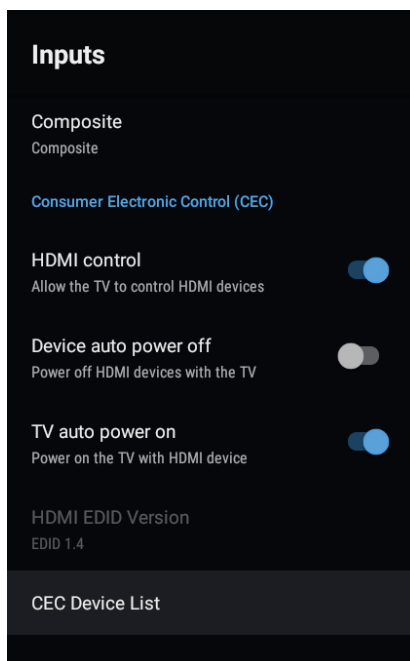 Inputs
Composite
Composite
Consumer Electronic Control (CEC)
HDMI control
Allow the TV to control HDMI devices
Device auto power off
Power off HDMI devices with the TV
TV auto power on
Power on the TV with HDMI device
HDMI EDID Version
EDID 1.4
CEC Device List